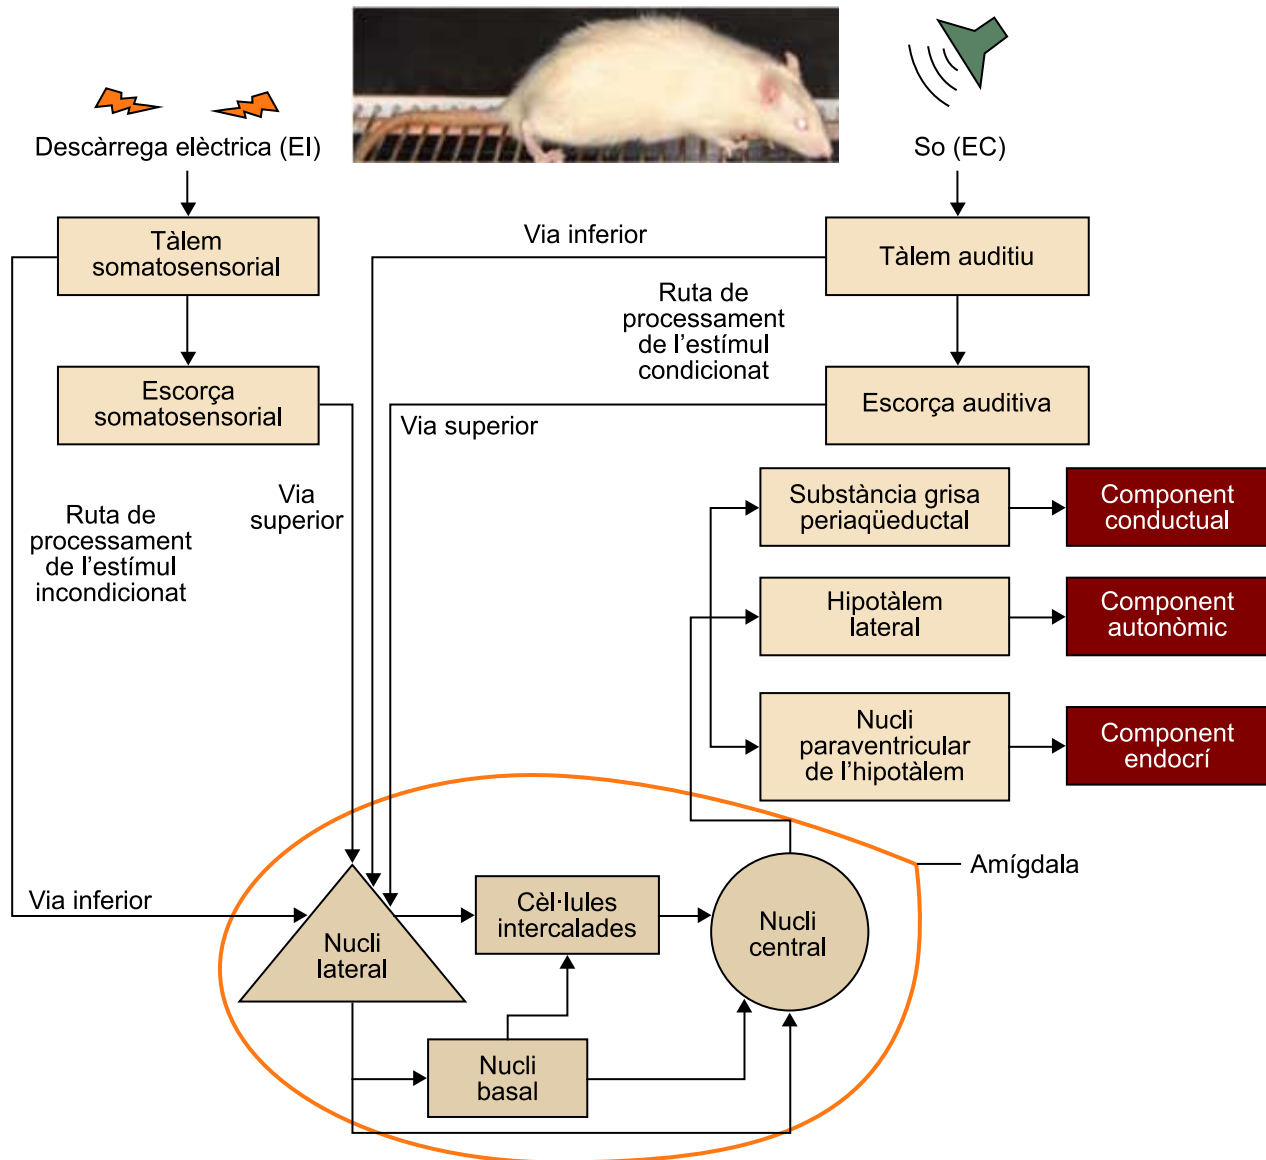 Descàrrega elèctrica (EI)
So (EC)
Tàlem
somatosensorial
Via inferior
Tàlem auditiu
Ruta de
processament
de l'estímul
condicionat
Escorça
somatosensorial
Escorça auditiva
Via superior
Via
superior
Ruta de
processament
de l'estímul
incondicionat
Substància grisa
periaqüeductal
Component
conductual
Hipotàlem
lateral
Component
autonòmic
Nucli
paraventricular
de l'hipotàlem
Component
endocrí
Amígdala
Via inferior
Nucli
lateral
Cèl·lules
intercalades
Nucli
central
Nucli
basal